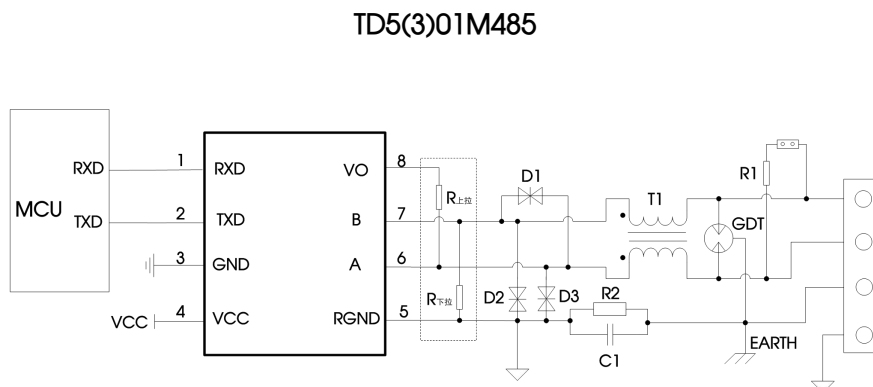 TD5(3)01M485
MCU
RXD
TXD
1
2
3
4
RXD
TXD
GND
VCC
VCC
VO
B
A
RGND
8
7
6
5
R上拉
R下拉
D1
D2
D3
T1
R2
C1
GDT
R1
EARTH